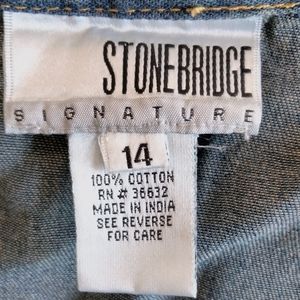 STONEBRIDGE
SIGNATURE
14
100% COTTON
RN # 36632
MADE IN INDIA
SEE REVERSE
FOR CARE